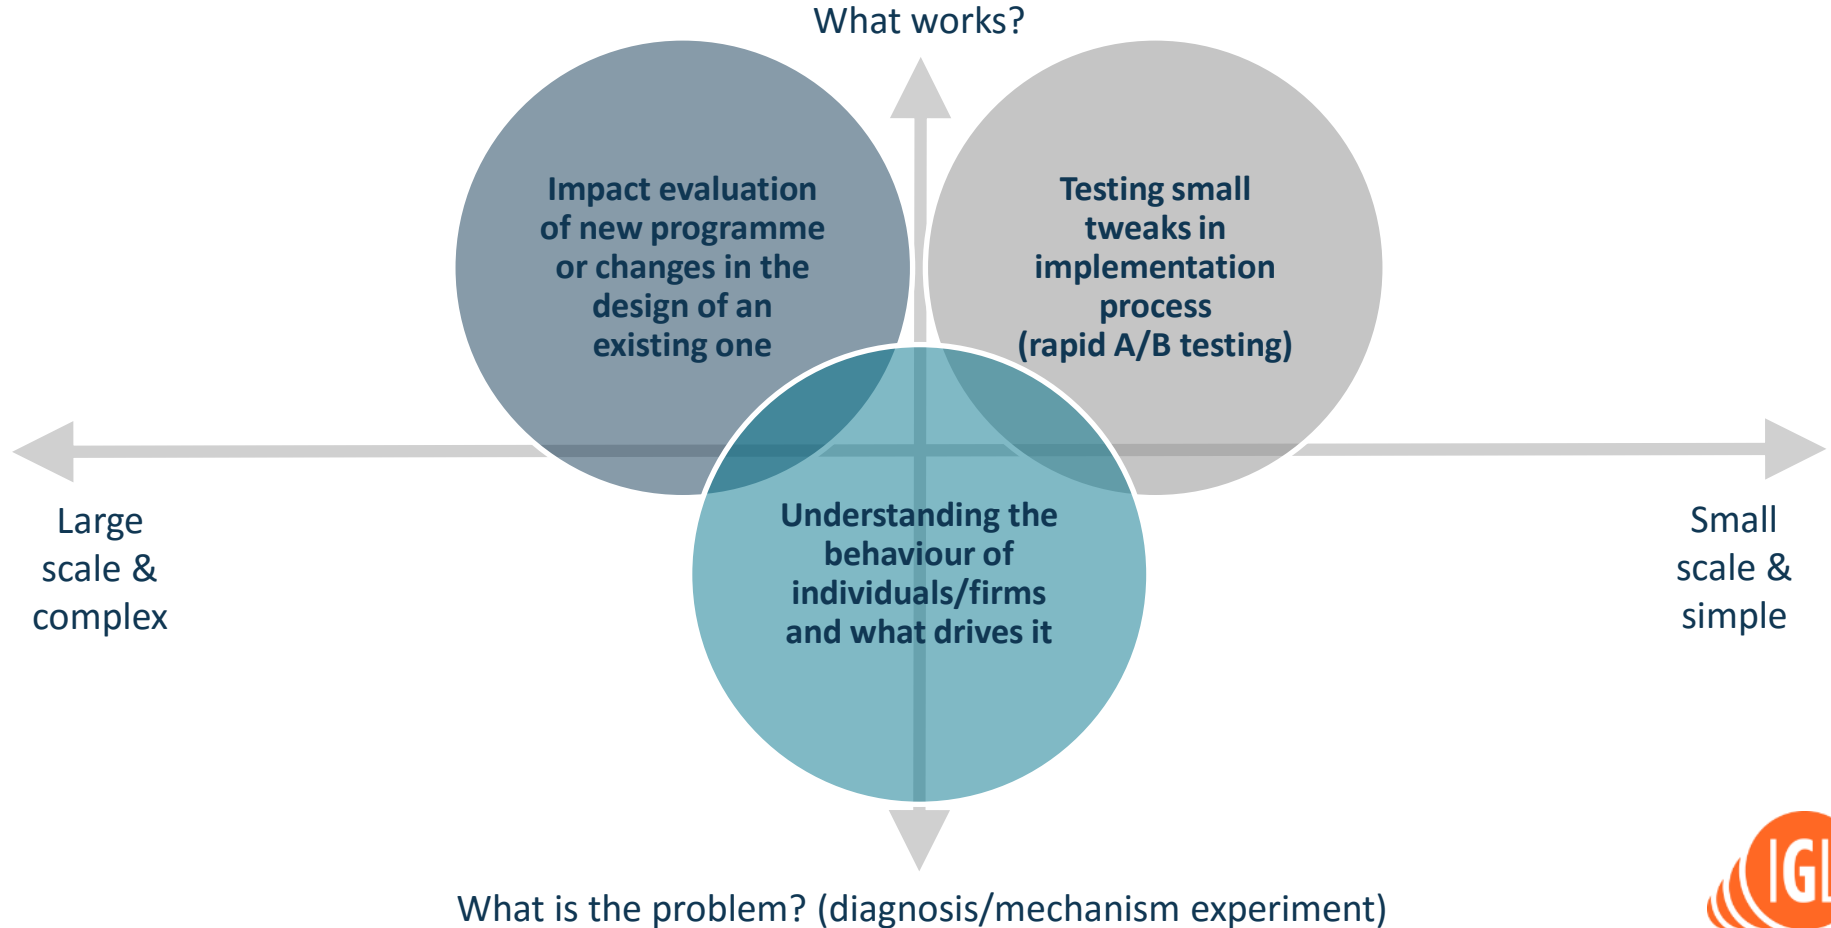 What works?
Impact evaluation
of new programme
or changes in the
design of an
existing one
Testing small
tweaks in
implementation
process
(rapid A/B testing)
Large
scale &
complex
Understanding the
behaviour of
individuals/firms
and what drives it
Small
scale &
simple
What is the problem? (diagnosis/mechanism experiment)
IGL